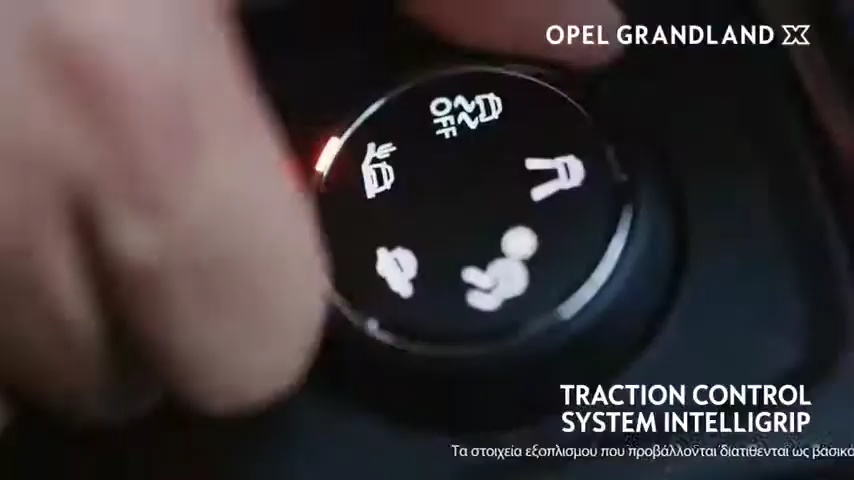 OPEL GRANDLAND X
OFF
TRACTION CONTROL
SYSTEM INTELLIGRIP
Τα στοιχεία εξοπλισμού που προβάλλονται διατίθενται ως βασικό